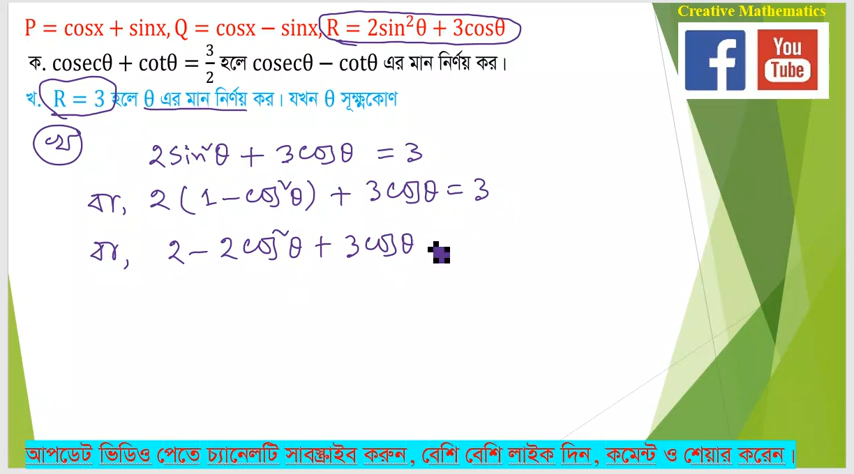 Creative Mathematics
P = cosx + sinx, Q = cosx − sinx, R = 2sin²θ + 3cosθ
ক. cosecθ + cotθ = 3/2 হলে cosecθ − cotθ এর মান নির্ণয় কর।
খ. R = 3 হলে θ এর মান নির্ণয় কর। যখন θ সূক্ষ্মকোণ
You
Tube
খ
2sin²θ + 3cosθ = 3
বা, 2(1 − cos²θ) + 3cosθ = 3
বা, 2 − 2cos²θ + 3cosθ
আপডেট ভিডিও পেতে চ্যানেলটি সাবস্ক্রাইব করুন, বেশি বেশি লাইক দিন, কমেন্ট ও শেয়ার করেন।